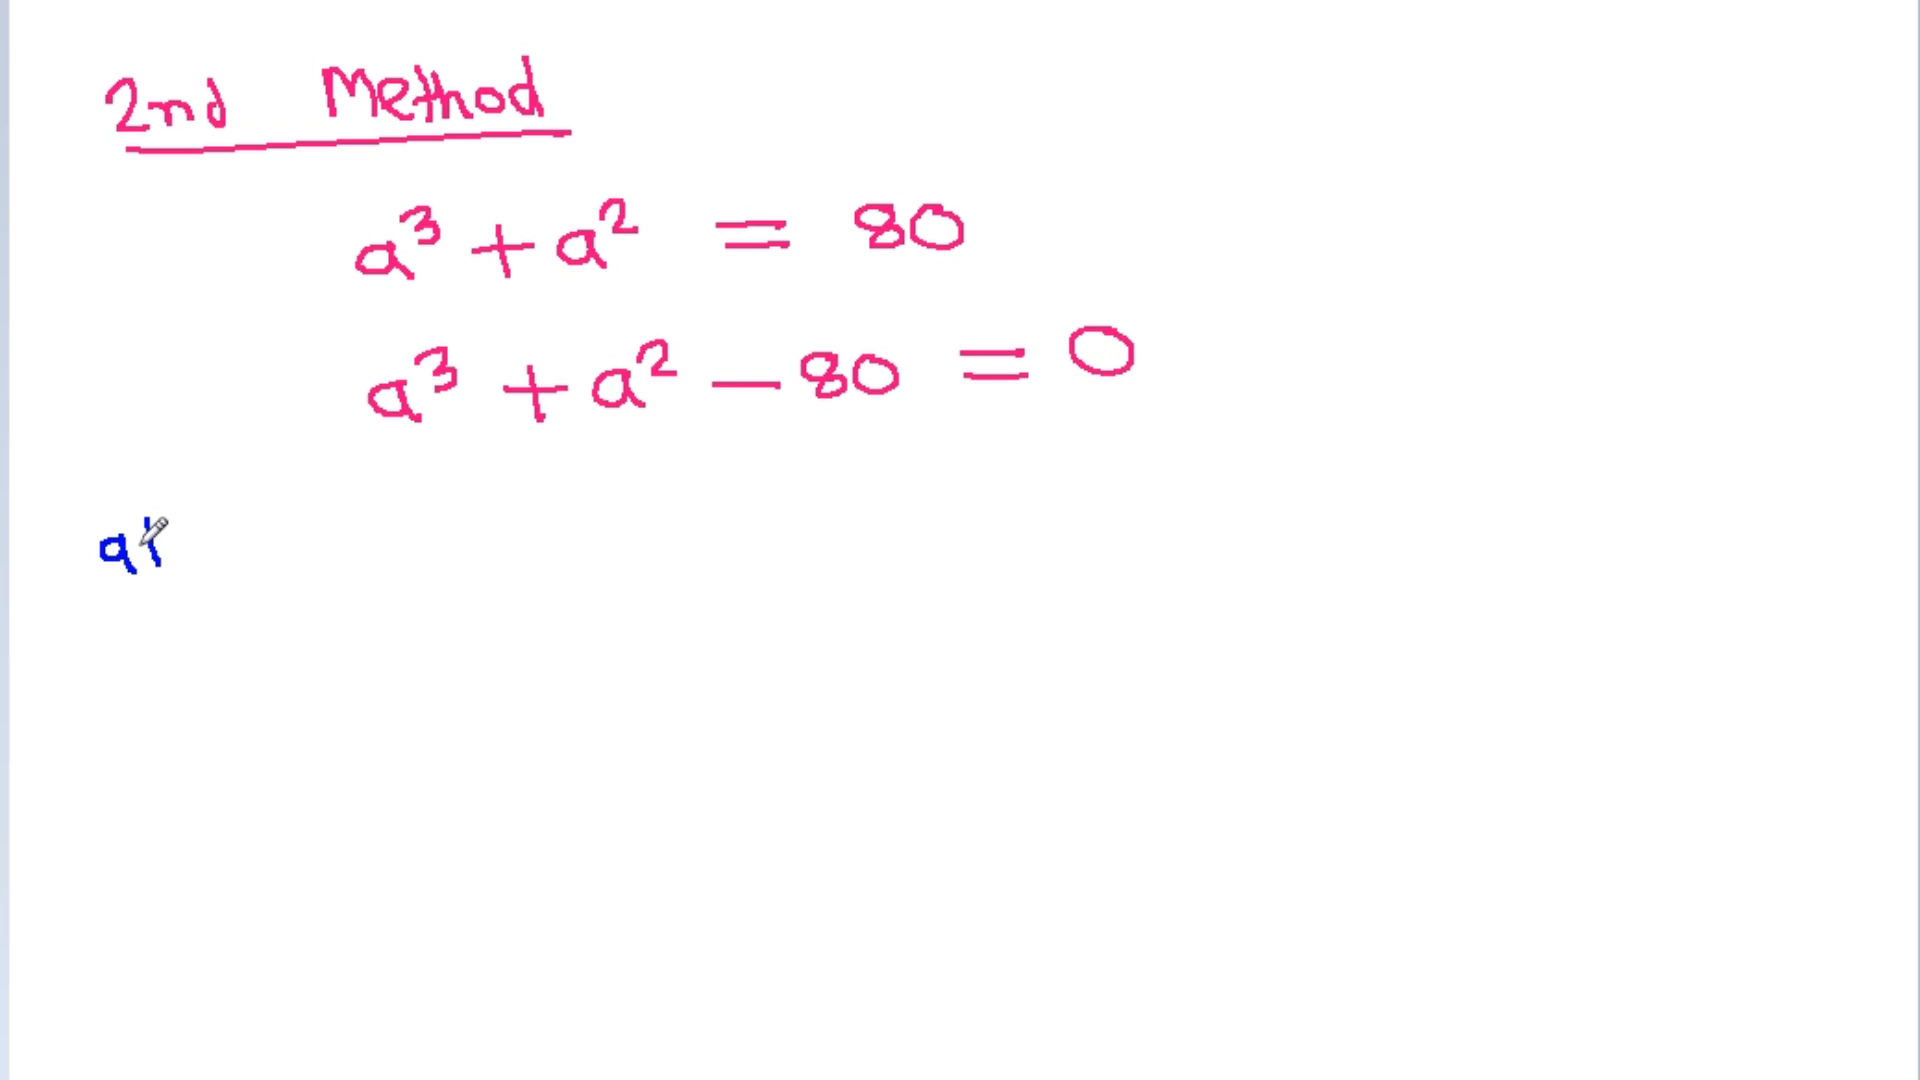 2nd Method
a³ + a² = 80
a³ + a² - 80 = 0
a